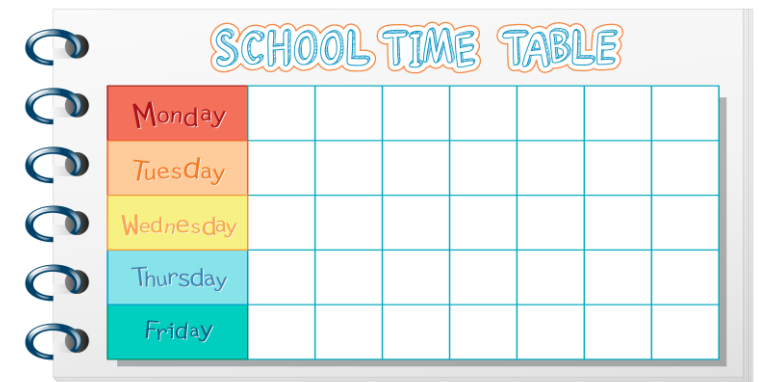 SCHOOL TIME TABLE
Monday
Tuesday
Wednesday
Thursday
Friday